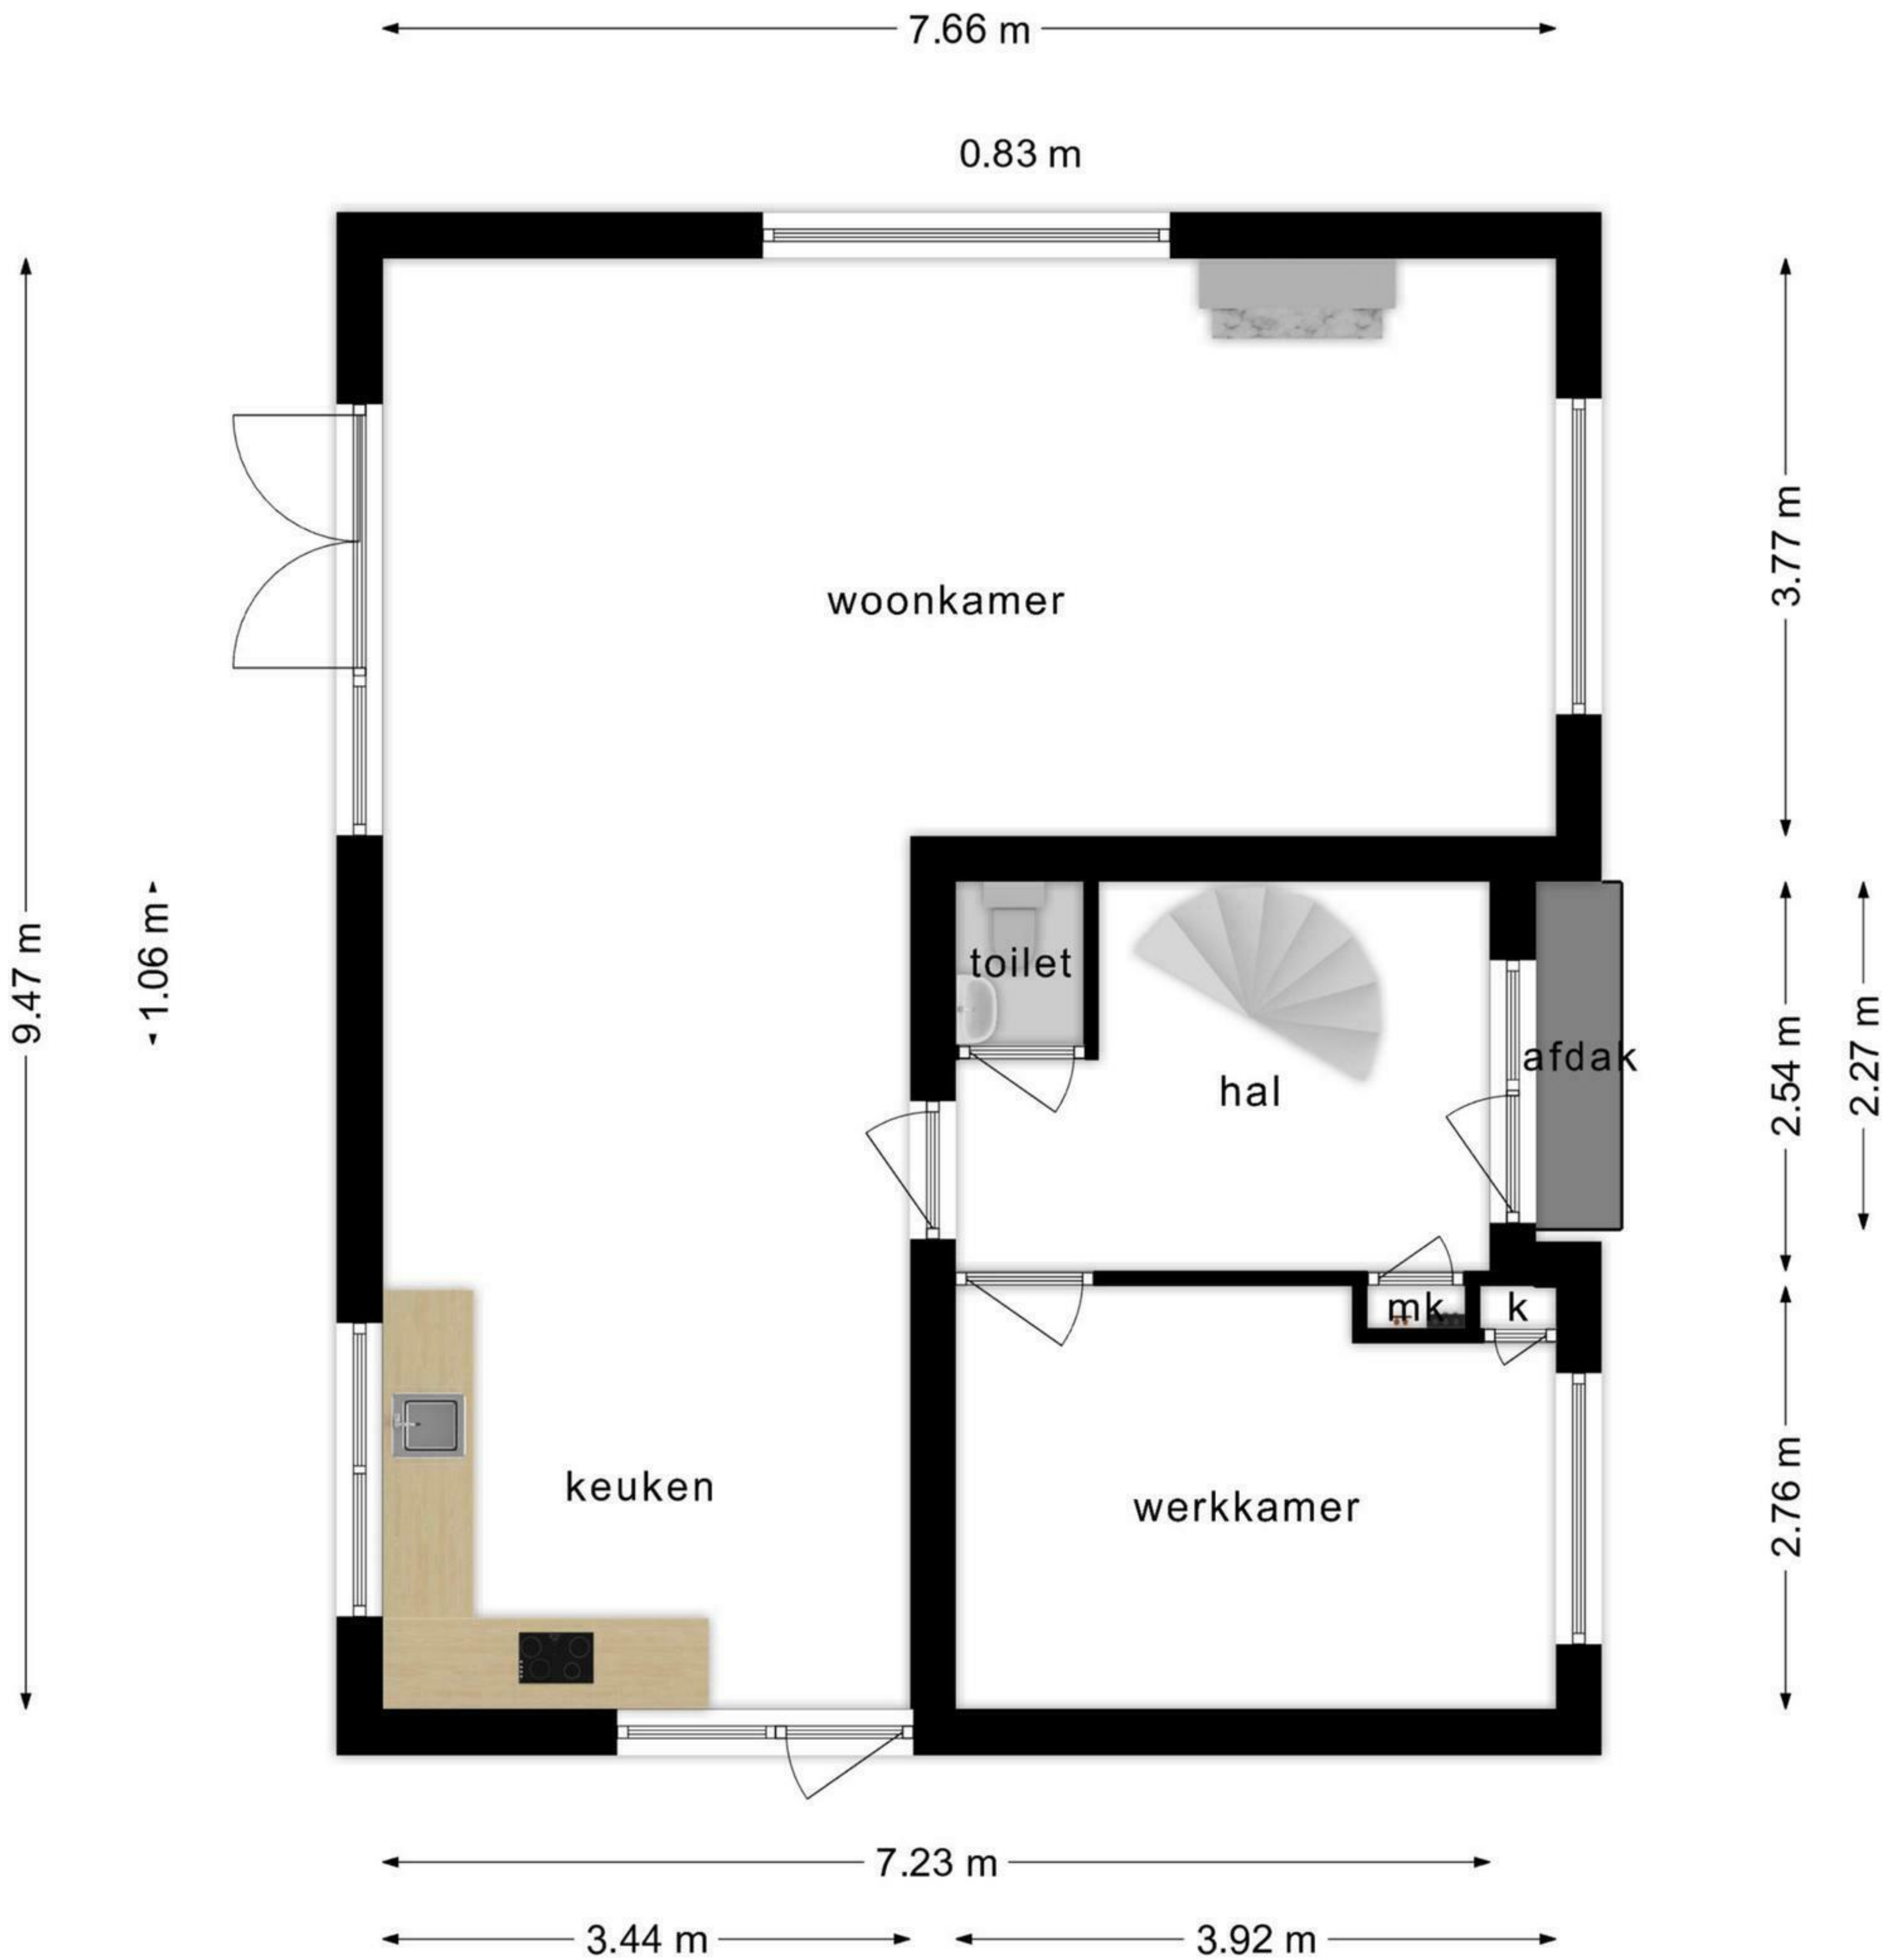 7.66 m
0.83 m
3.77 m
woonkamer
9.47 m
1.06 m
toilet
hal
afdak
2.54 m
2.27 m
mk
k
keuken
werkkamer
2.76 m
7.23 m
3.44 m
3.92 m